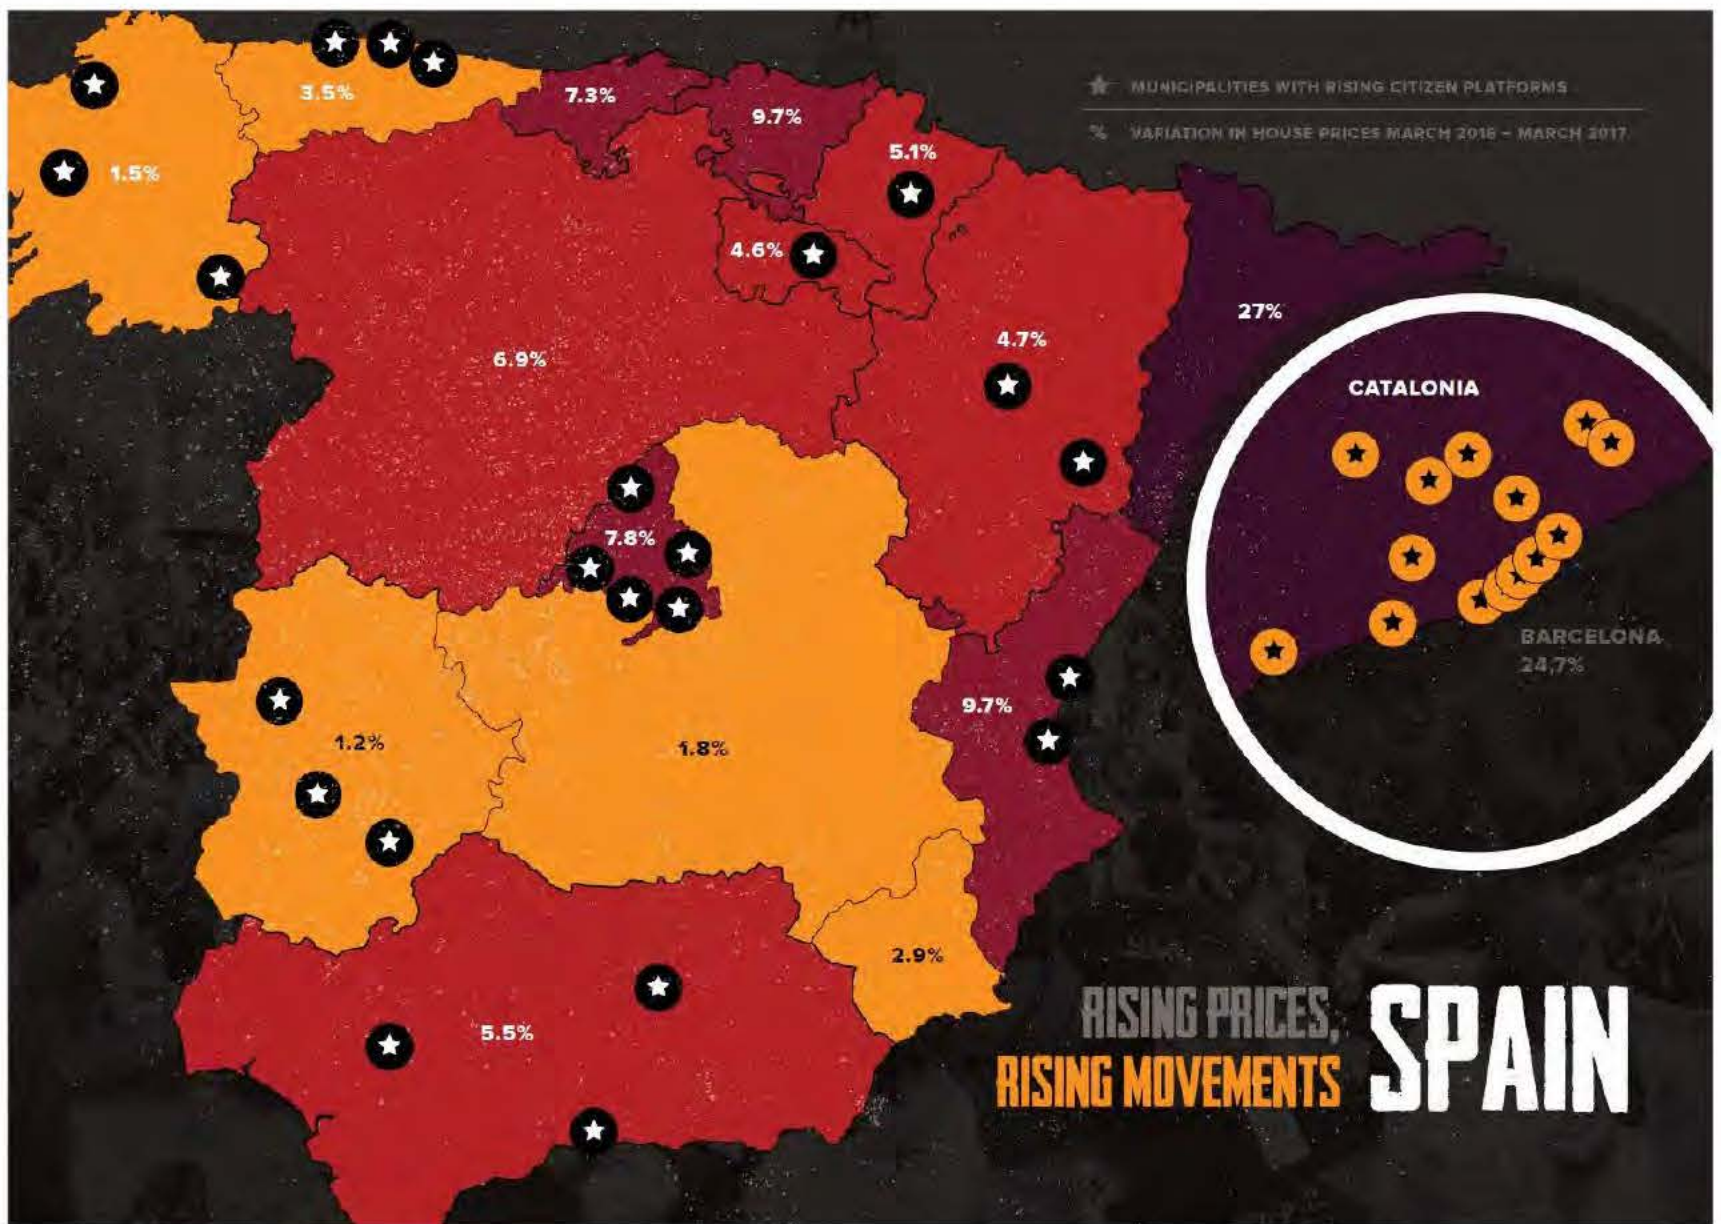 MUNICIPALITIES WITH RISING CITIZEN PLATFORMS
% VARIATION IN HOUSE PRICES MARCH 2016 – MARCH 2017
3.5%
7.3%
9.7%
5.1%
1.5%
4.6%
27%
4.7%
6.9%
CATALONIA
7.8%
BARCELONA
24,7%
9.7%
1.2%
1.8%
2.9%
5.5%
RISING PRICES,
RISING MOVEMENTS
SPAIN